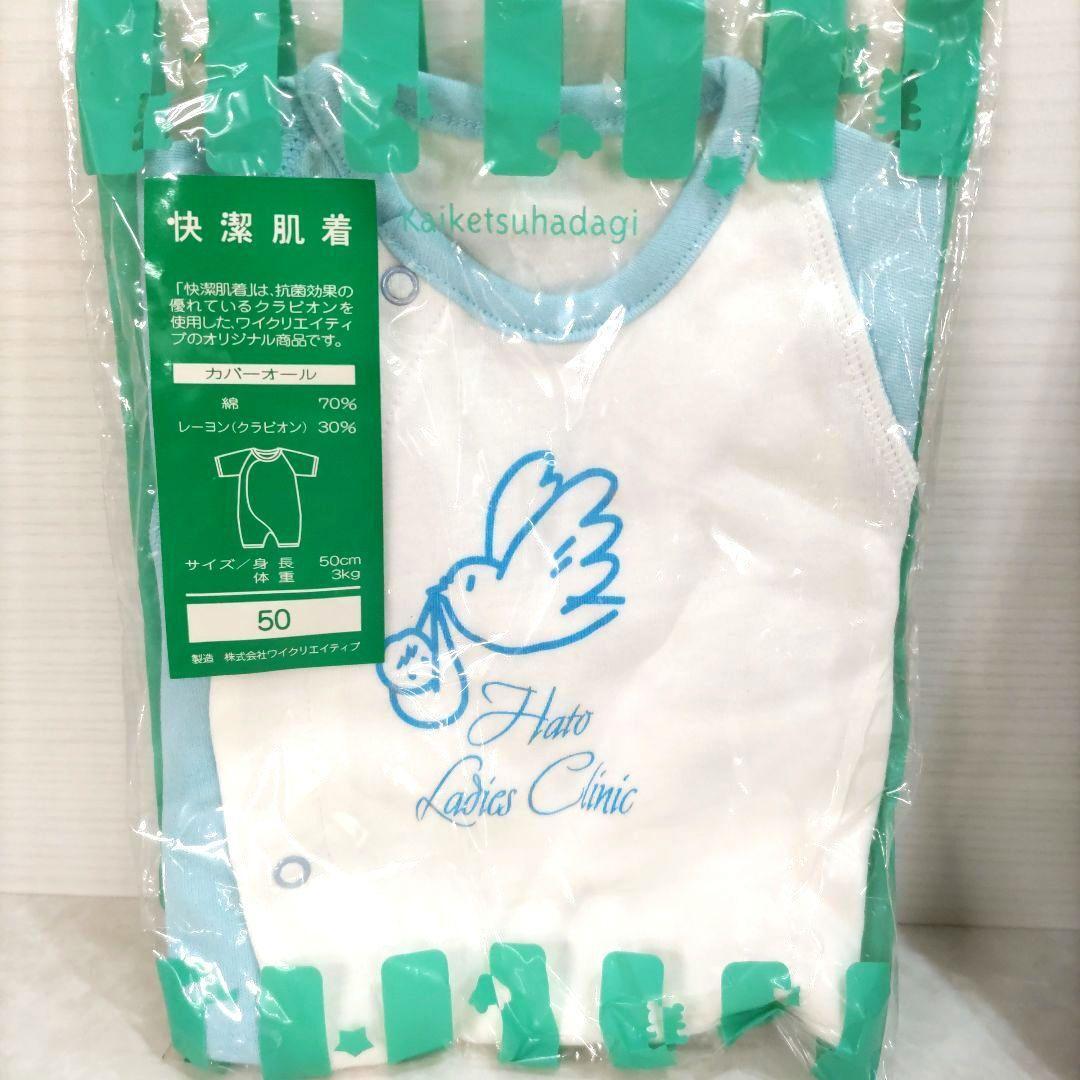 快潔肌着
「快潔肌着」は、抗菌効果の
優れているクラビオンを
使用した、ワイクリエイティ
ブのオリジナル商品です。
カバーオール
綿 70%
レーヨン(クラビオン) 30%
サイズ/身長 50cm
体重 3kg
50
製造 株式会社ワイクリエイティブ
Kaiketsuhadagi
Hato
Ladies Clinic